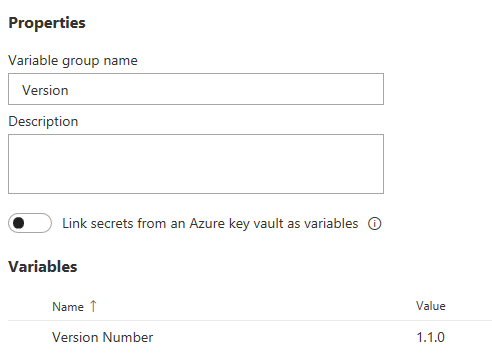 Properties
Variable group name
Version
Description
Link secrets from an Azure key vault as variables
Variables
Name ↑ Value
Version Number 1.1.0